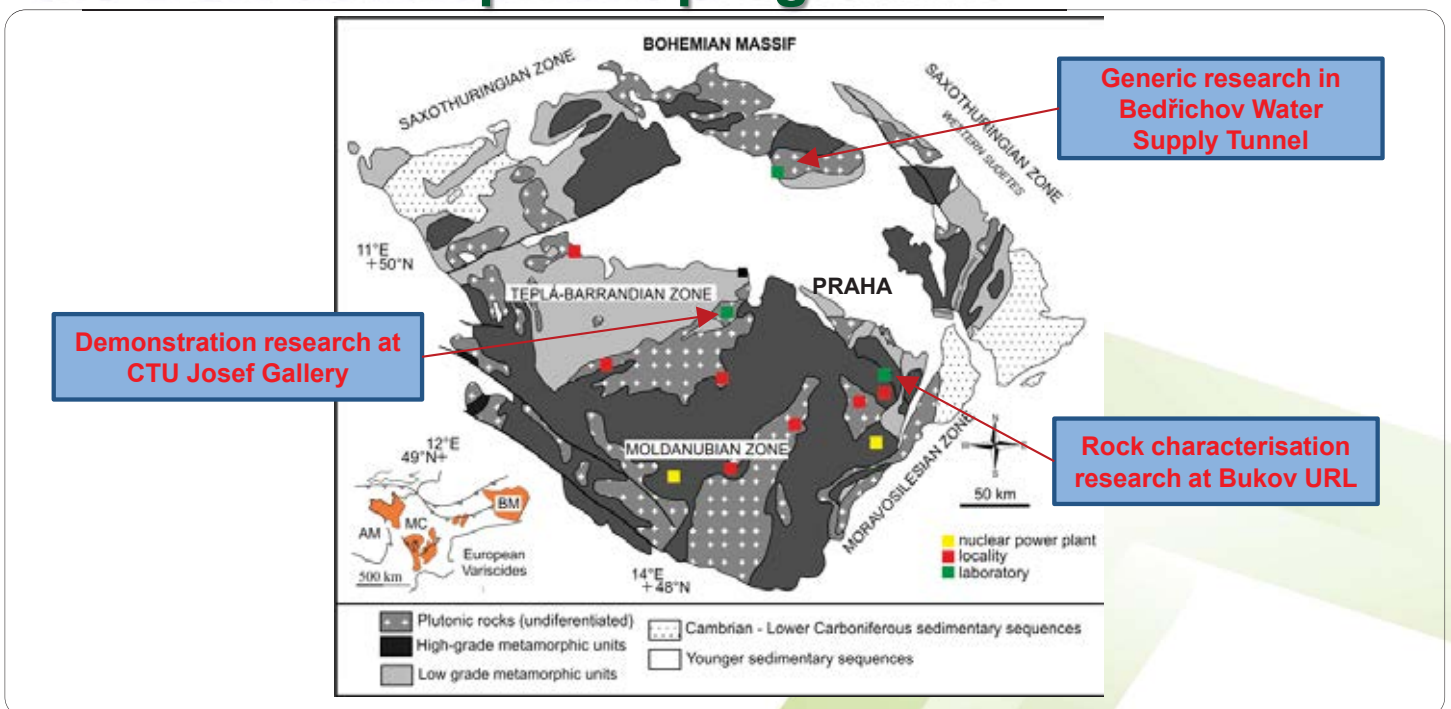 BOHEMIAN MASSIF
SAXOTHURINGIAN ZONE
SAXOTHURINGIAN ZONE
WESTERN SUDETES
Generic research in
Bedřichov Water
Supply Tunnel
11°E
+50°N
TEPLÁ-BARRANDIAN ZONE
PRAHA
Demonstration research at
CTU Josef Gallery
MOLDANUBIAN ZONE
MORAVOSILESIAN ZONE
N
W
E
S
50 km
Rock characterisation
research at Bukov URL
12°E
49°N+
AM
MC
BM
European
Variscides
500 km
14°E
+48°N
nuclear power plant
locality
laboratory
Plutonic rocks (undiferentiated)
High-grade metamorphic units
Low grade metamorphic units
Cambrian - Lower Carboniferous sedimentary sequences
Younger sedimentary sequences